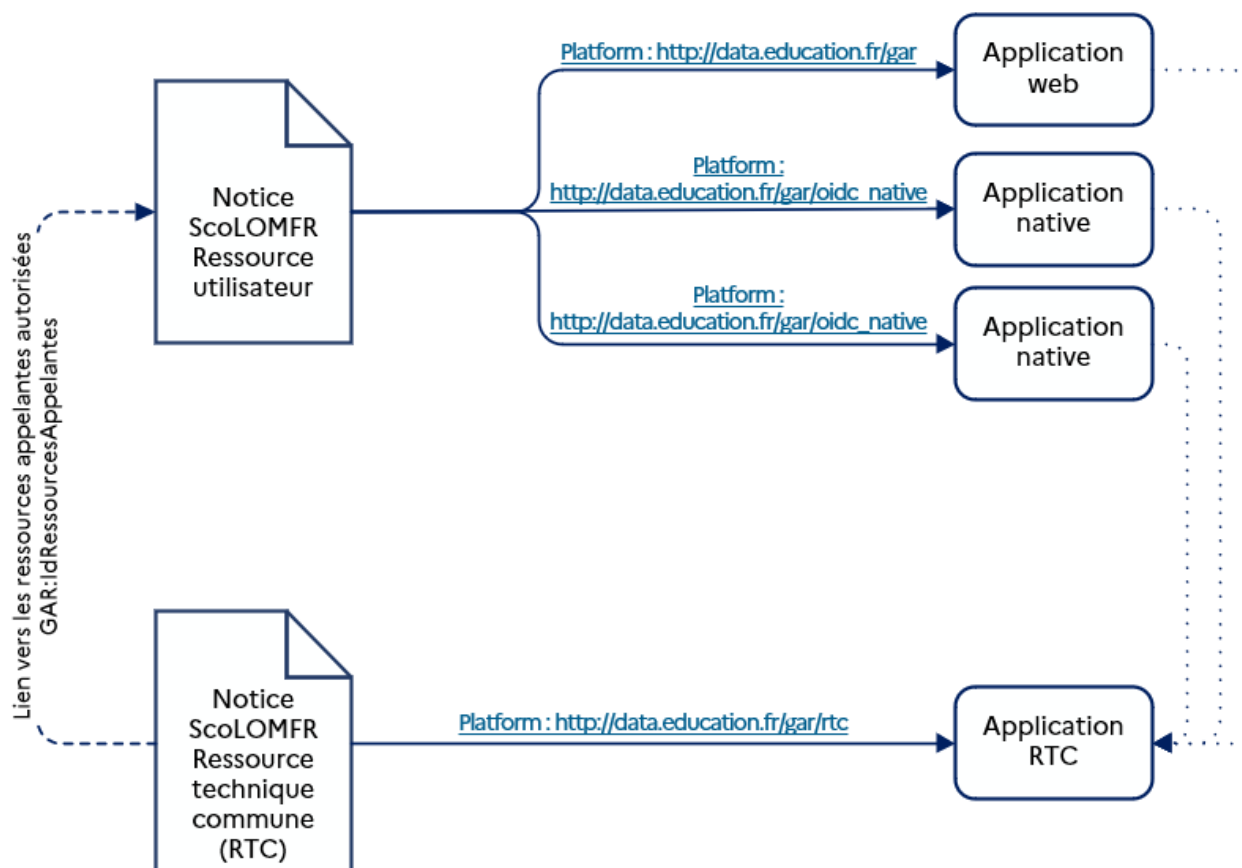 Platform : http://data.education.fr/gar
Application
web
Notice
ScoLOMFR
Ressource
utilisateur
Platform :
http://data.education.fr/gar/oidc_native
Application
native
Platform :
http://data.education.fr/gar/oidc_native
Application
native
Lien vers les ressources appelantes autorisées
GAR:IdRessourcesAppelantes
Notice
ScoLOMFR
Ressource
technique
commune
(RTC)
Platform : http://data.education.fr/gar/rtc
Application
RTC